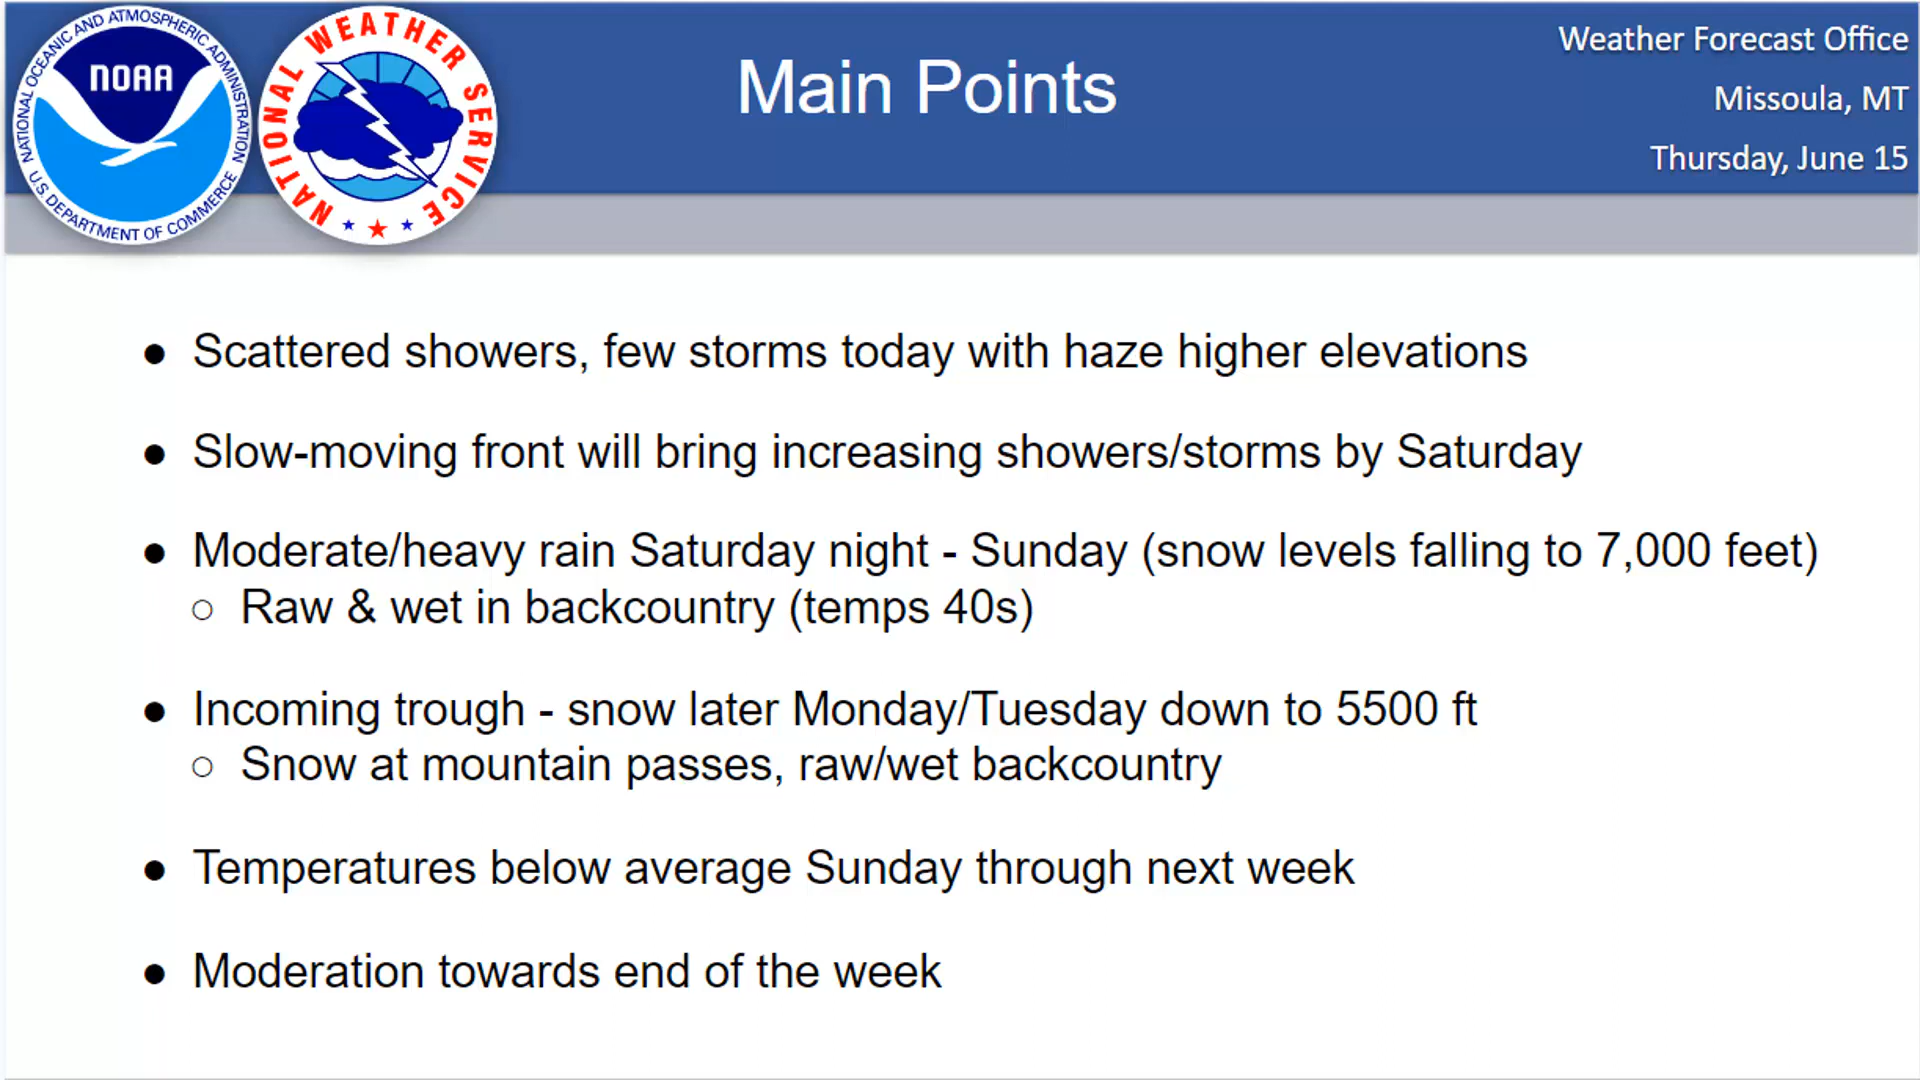 NATIONAL OCEANIC AND ATMOSPHERIC ADMINISTRATION
NOAA
U.S. DEPARTMENT OF COMMERCE
NATIONAL WEATHER SERVICE
Main Points
Weather Forecast Office
Missoula, MT
Thursday, June 15
● Scattered showers, few storms today with haze higher elevations
● Slow-moving front will bring increasing showers/storms by Saturday
● Moderate/heavy rain Saturday night - Sunday (snow levels falling to 7,000 feet)
○ Raw & wet in backcountry (temps 40s)
● Incoming trough - snow later Monday/Tuesday down to 5500 ft
○ Snow at mountain passes, raw/wet backcountry
● Temperatures below average Sunday through next week
● Moderation towards end of the week